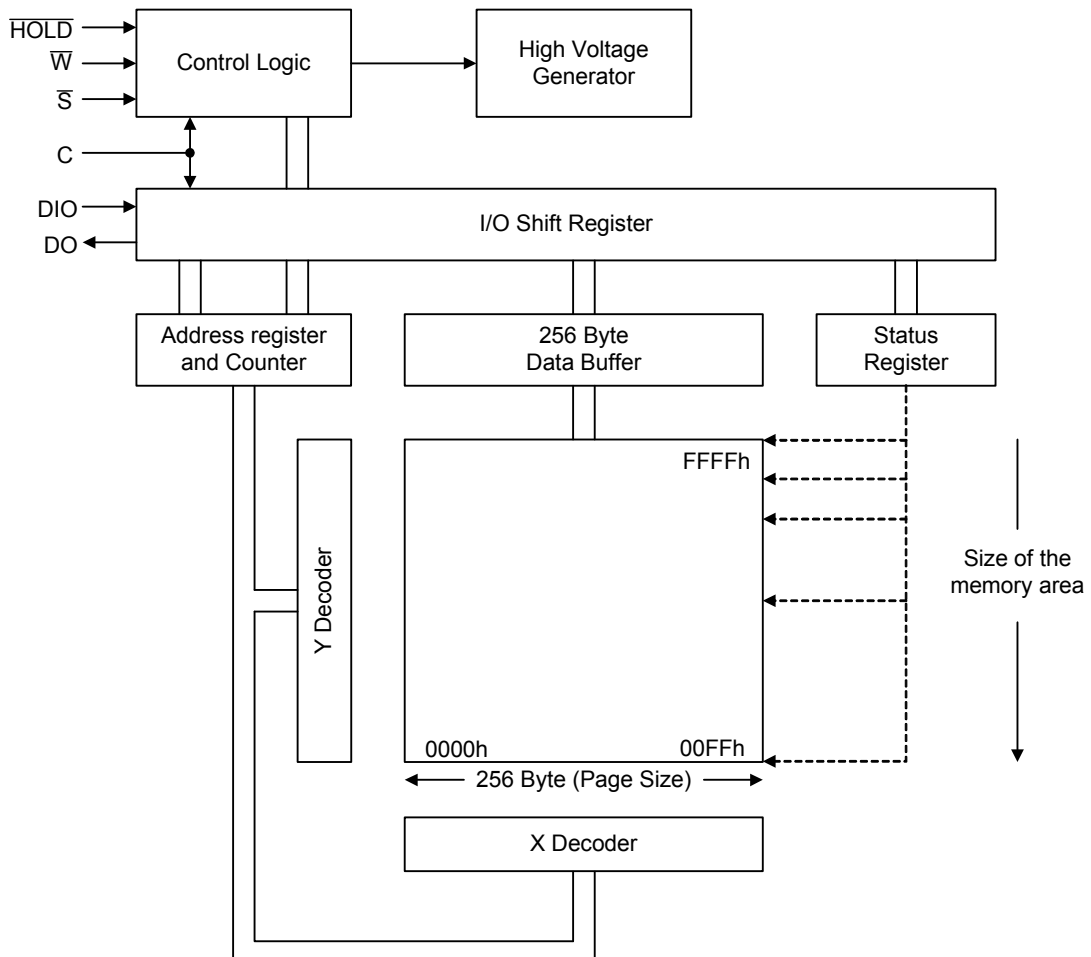 HOLD
W
S
C
DIO
DO
Control Logic
High Voltage
Generator
I/O Shift Register
Address register
and Counter
256 Byte
Data Buffer
Status
Register
Y Decoder
FFFFh
0000h
00FFh
256 Byte (Page Size)
Size of the
memory area
X Decoder